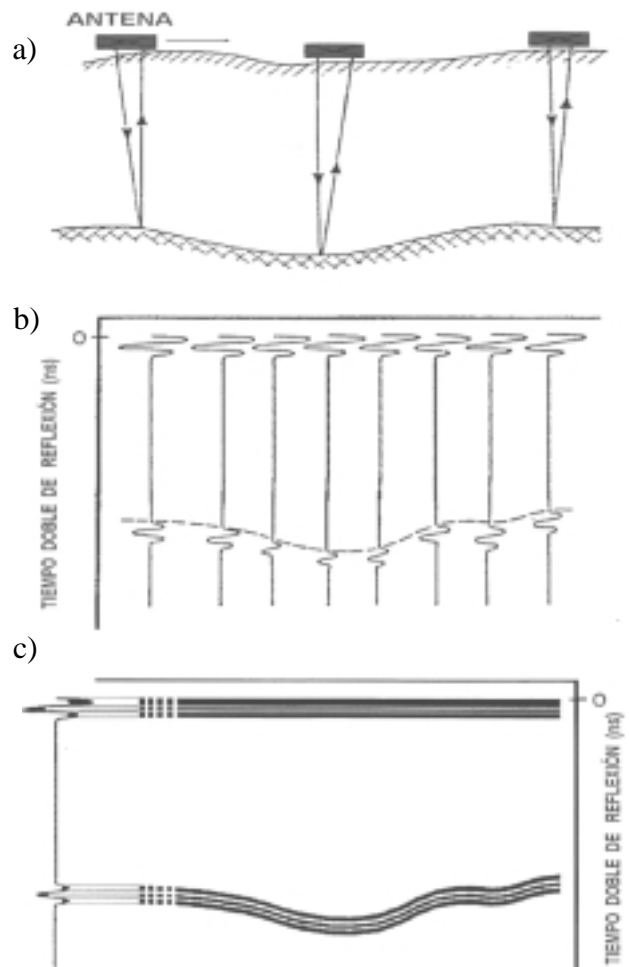 ANTENA
a)
b)
O
TIEMPO DOBLE DE REFLEXIÓN (ns)
c)
O
TIEMPO DOBLE DE REFLEXIÓN (ns)